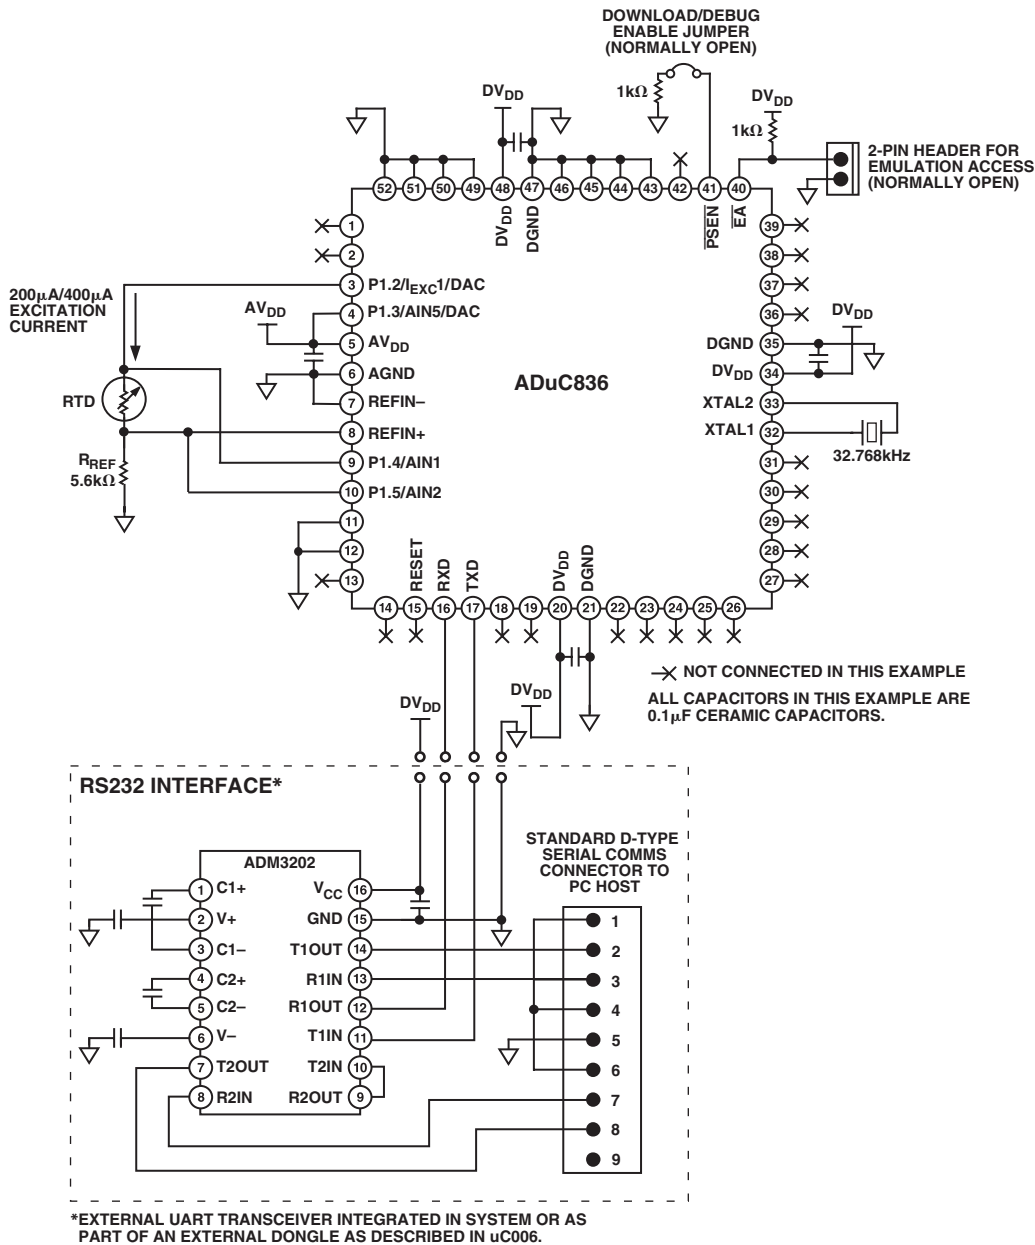 DOWNLOAD/DEBUG
ENABLE JUMPER
(NORMALLY OPEN)
1kΩ
DVDD
DVDD
1kΩ
2-PIN HEADER FOR
EMULATION ACCESS
(NORMALLY OPEN)
52 51 50 49 48 47 46 45 44 43 42 41 40
DVDD
DGND
PSEN
EA
1
2
3 P1.2/IEXC1/DAC
4 P1.3/AIN5/DAC
5 AVDD
6 AGND
7 REFIN–
8 REFIN+
9 P1.4/AIN1
10 P1.5/AIN2
11
12
13
200μA/400μA
EXCITATION
CURRENT
AVDD
RTD
RREF
5.6kΩ
ADuC836
39
38
37
36
DGND 35
DVDD 34
XTAL2 33
XTAL1 32
31
30
29
28
27
DVDD
32.768kHz
RESET
RXD
TXD
DVDD
DGND
14 15 16 17 18 19 20 21 22 23 24 25 26
NOT CONNECTED IN THIS EXAMPLE
ALL CAPACITORS IN THIS EXAMPLE ARE
0.1μF CERAMIC CAPACITORS.
DVDD
DVDD
RS232 INTERFACE*
ADM3202
1 C1+
2 V+
3 C1–
4 C2+
5 C2–
6 V–
7 T2OUT
8 R2IN
VCC 16
GND 15
T1OUT 14
R1IN 13
R1OUT 12
T1IN 11
T2IN 10
R2OUT 9
STANDARD D-TYPE
SERIAL COMMS
CONNECTOR TO
PC HOST
1
2
3
4
5
6
7
8
9
*EXTERNAL UART TRANSCEIVER INTEGRATED IN SYSTEM OR AS
PART OF AN EXTERNAL DONGLE AS DESCRIBED IN uC006.